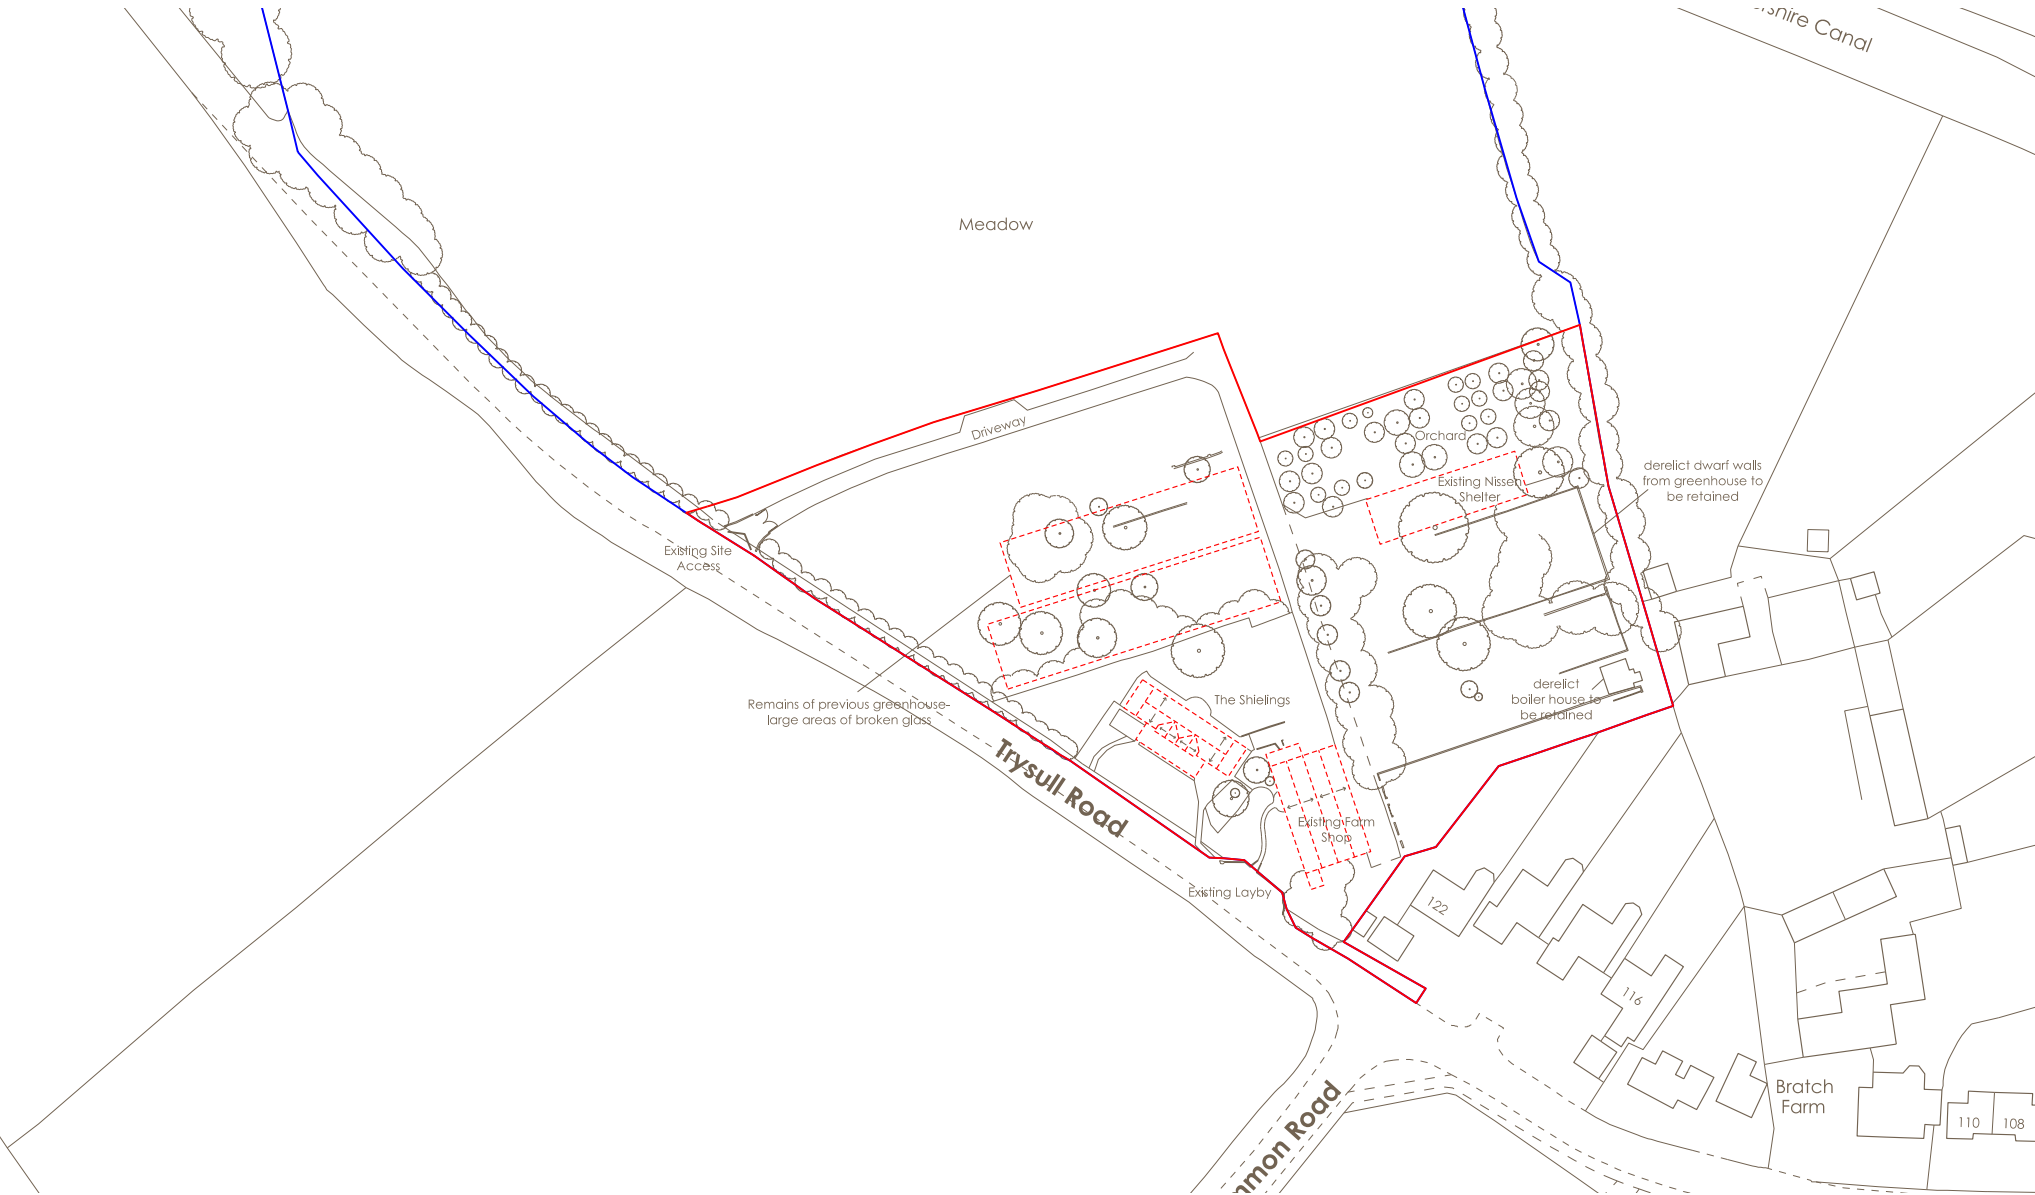 Canal
Meadow
Driveway
Orchard
Existing Nissen
Shelter
derelict dwarf walls
from greenhouse to
be retained
Existing Site
Access
Remains of previous greenhouse-
large areas of broken glass
The Shielings
derelict
boiler house to
be retained
Trysull Road
Existing Farm
Shop
Existing Layby
122
116
Bratch
Farm
110
108
Road